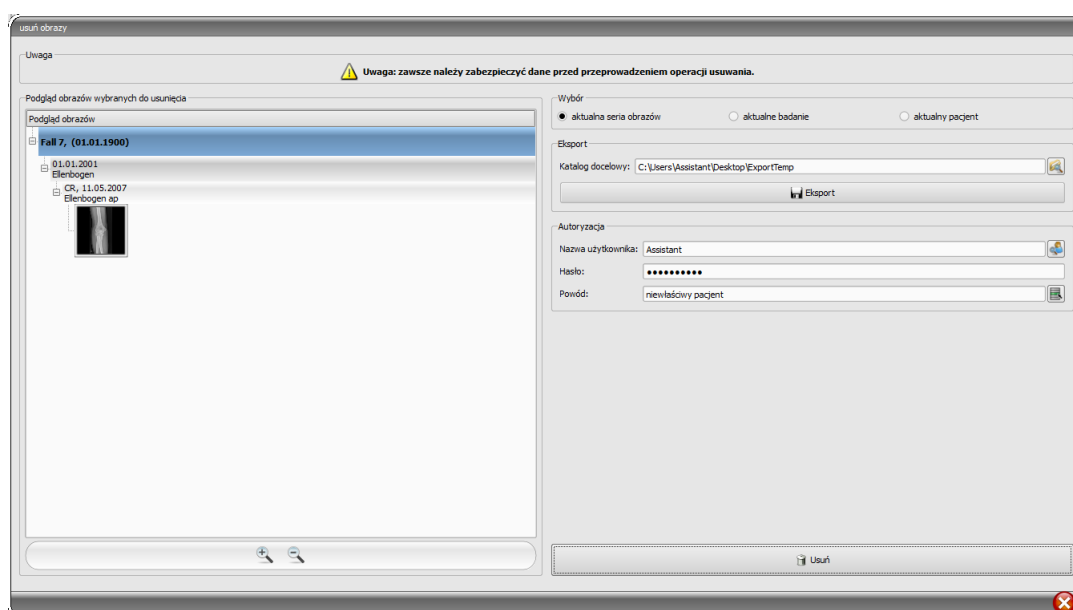 usuń obrazy
Uwaga
Uwaga: zawsze należy zabezpieczyć dane przed przeprowadzeniem operacji usuwania.
Podgląd obrazów wybranych do usunięcia
Podgląd obrazów
Fall 7, (01.01.1900)
01.01.2001
Ellenbogen
CR, 11.05.2007
Ellenbogen ap
Wybór
aktualna seria obrazów
aktualne badanie
aktualny pacjent
Eksport
Katalog docelowy: C:\Users\Assistant\Desktop\ExportTemp
Eksport
Autoryzacja
Nazwa użytkownika: Assistant
Hasło: ●●●●●●●●●●
Powód: niewłaściwy pacjent
Usuń